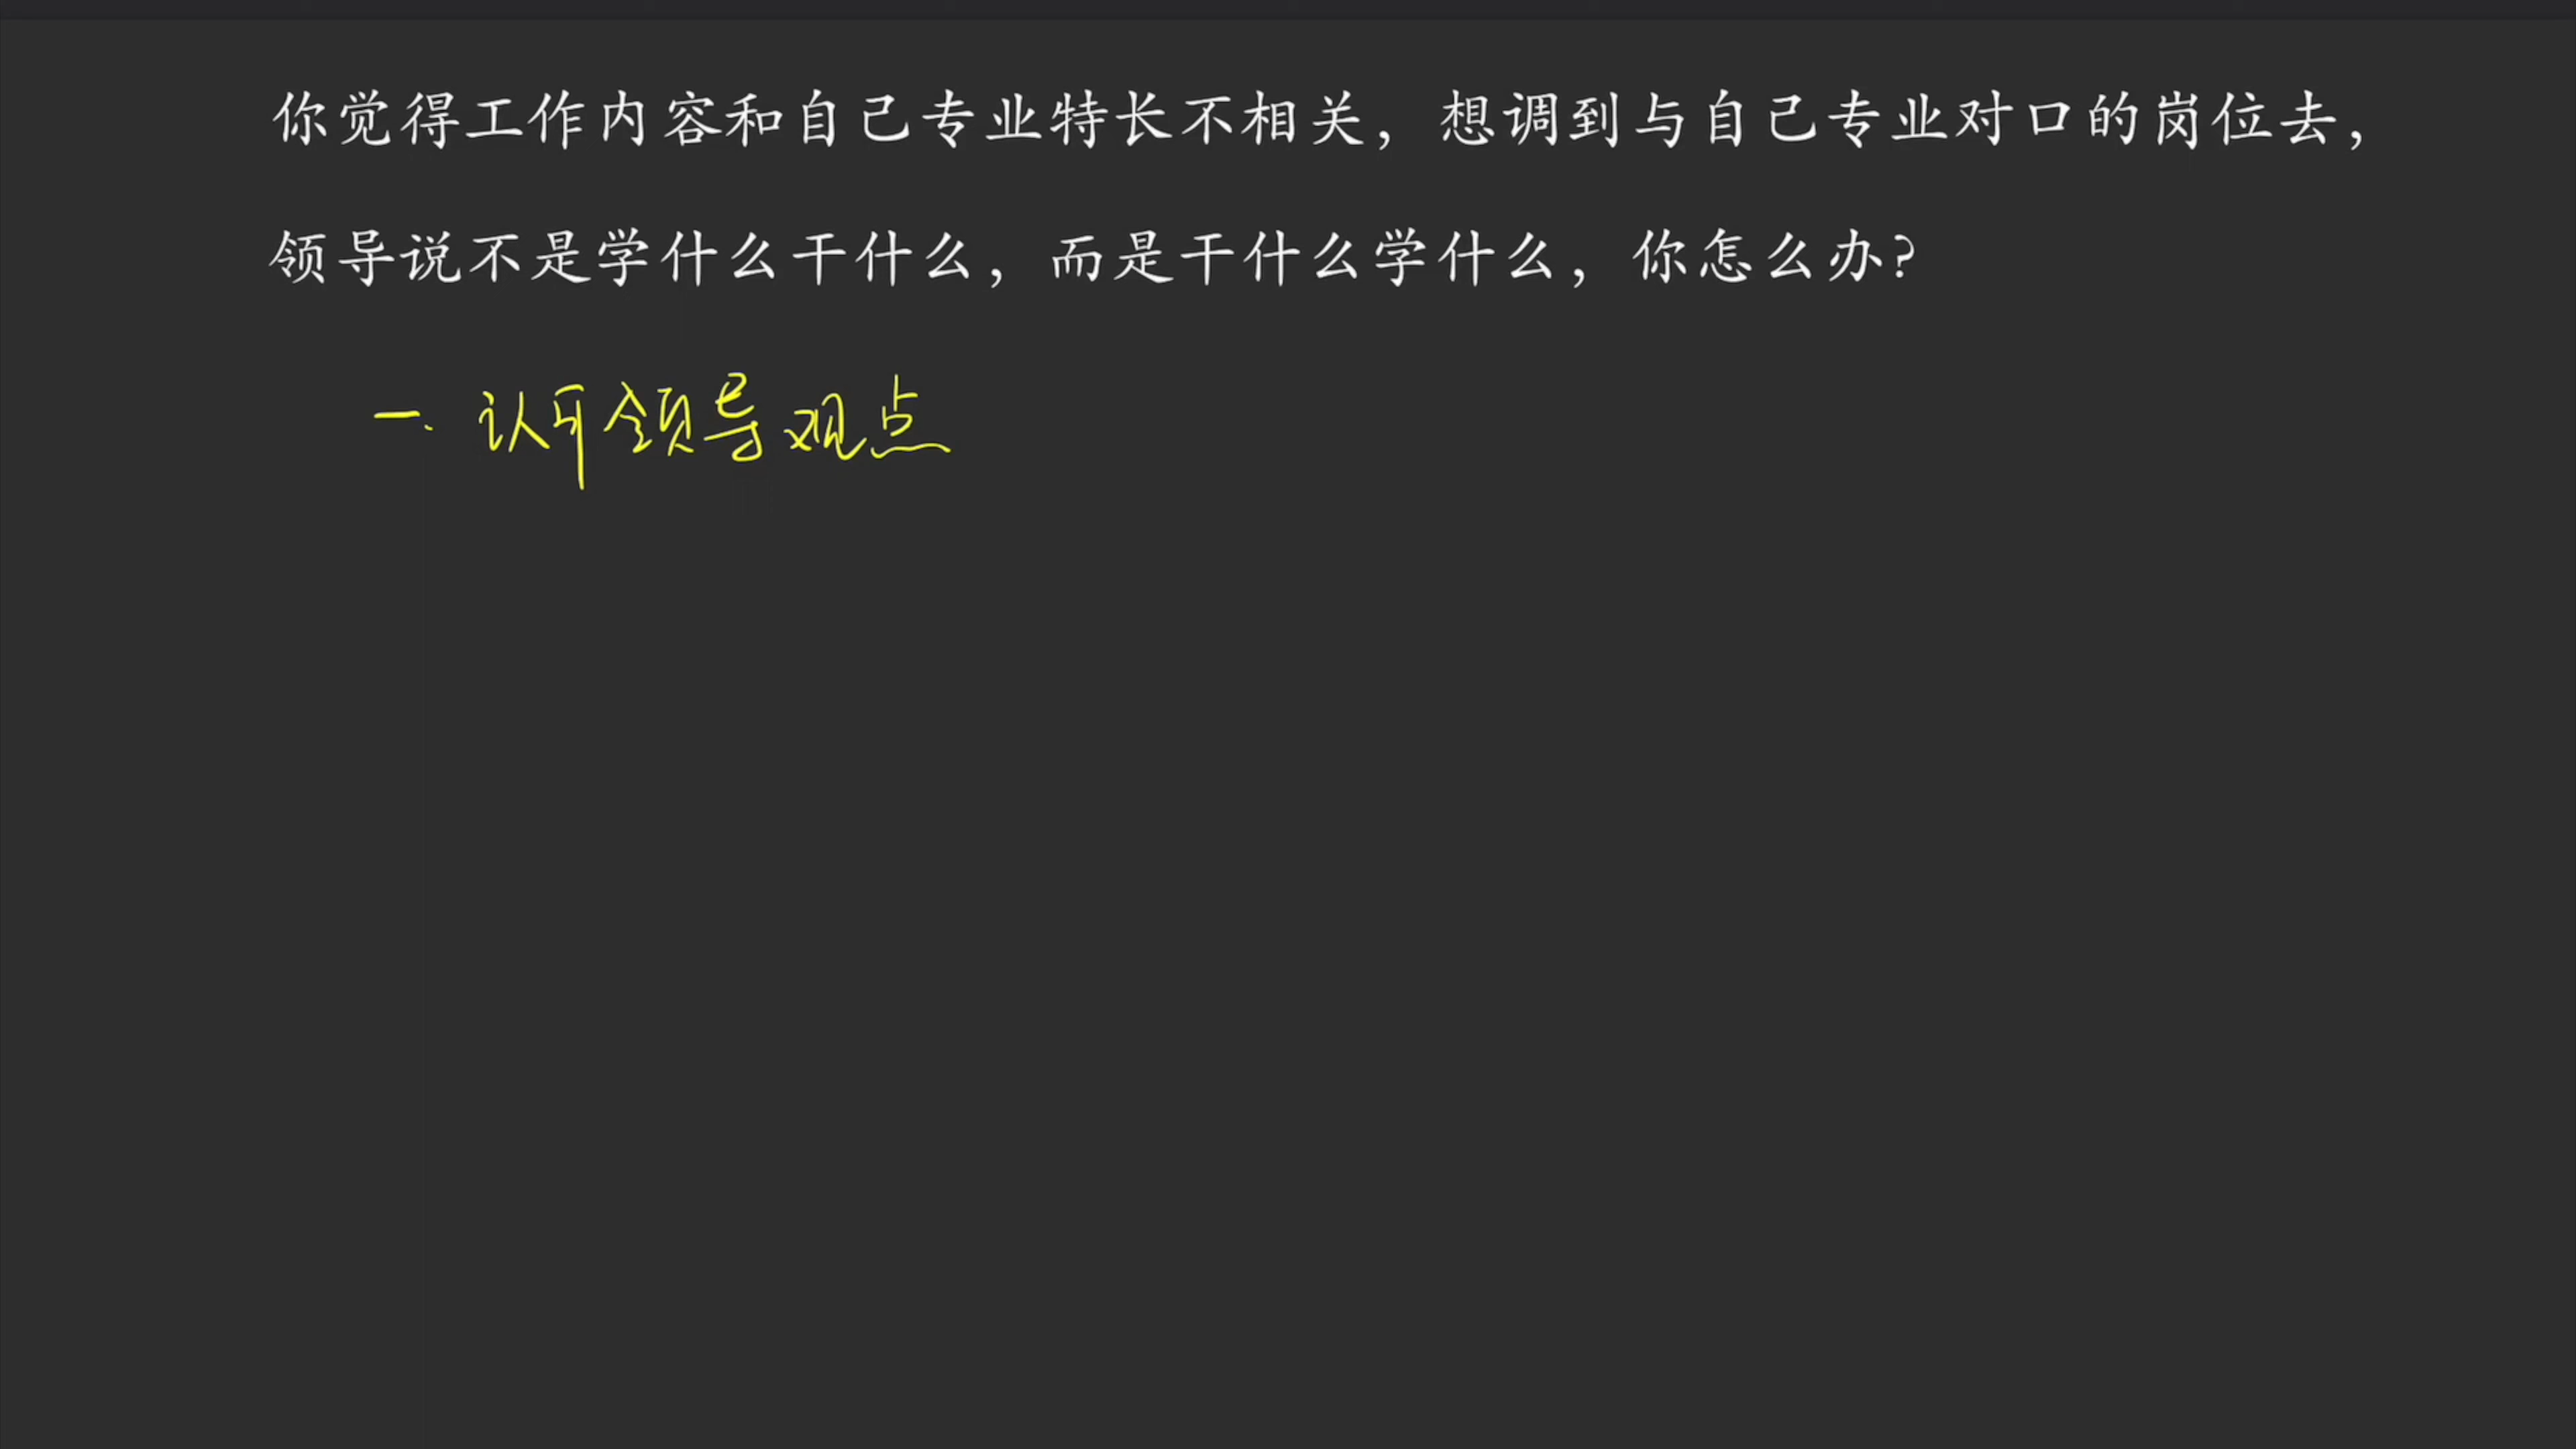 你觉得工作内容和自己专业特长不相关，想调到与自己专业对口的岗位去，
领导说不是学什么干什么，而是干什么学什么，你怎么办？
一. 认可领导观点